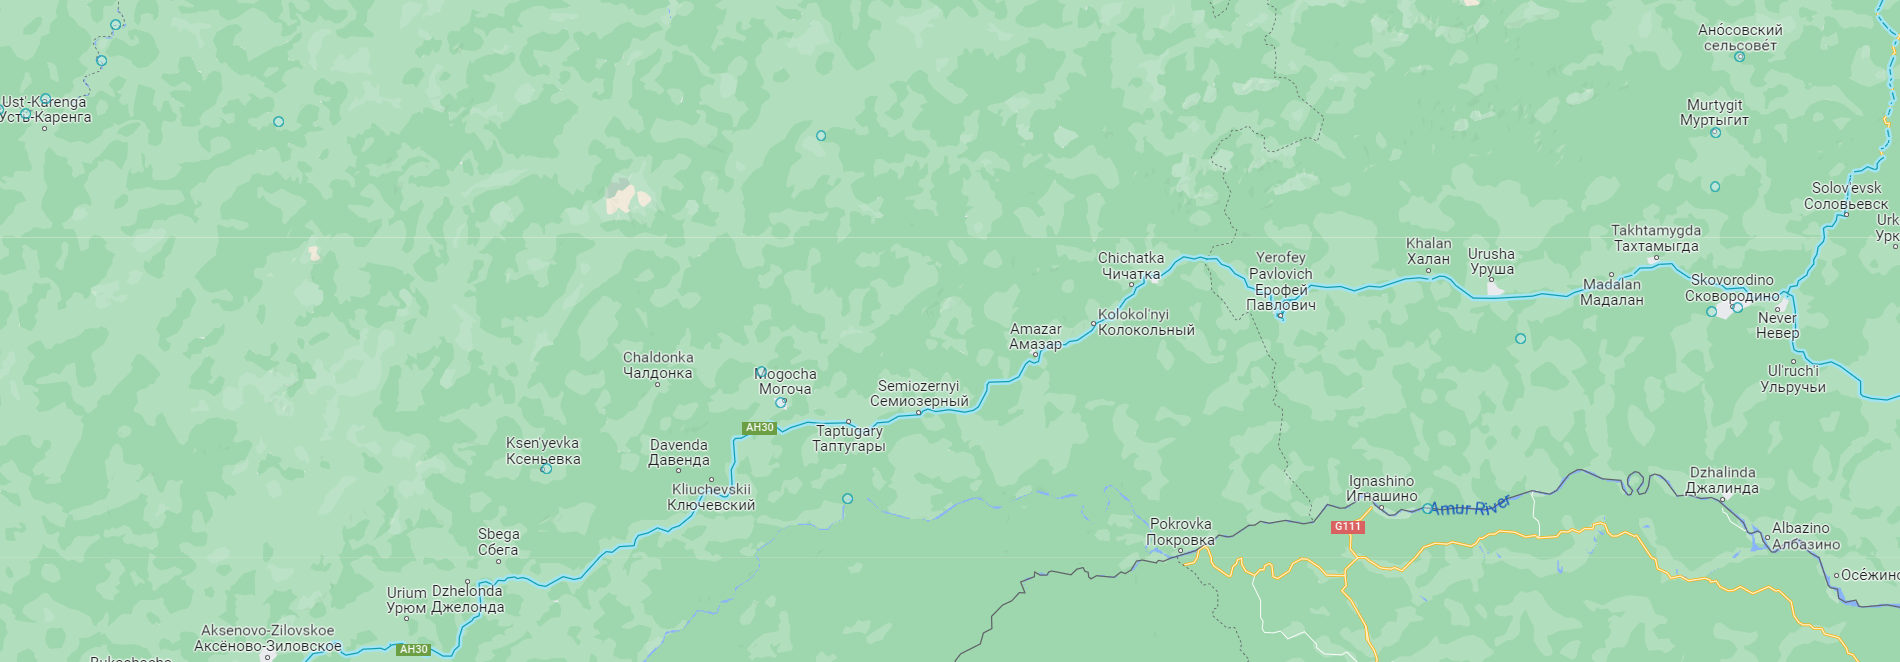 Ано́совский
сельсове́т
Ust'-Karenga
Усть-Каренга
Murtygit
Муртыгит
Solov'evsk
Соловьевск
Urk
Урк
Takhtamygda
Тахтамыгда
Khalan
Халан
Urusha
Уруша
Chichatka
Чичатка
Yerofey
Pavlovich
Ерофей
Павлович
Madalan
Мадалан
Skovorodino
Сковородино
Never
Невер
Kolokol'nyi
Колокольный
Amazar
Амазар
Chaldonka
Чалдонка
Mogocha
Могоча
Semiozernyi
Семиозерный
Ul'ruch'i
Ульручьи
AH30
Taptugary
Таптугары
Ksen'yevka
Ксеньевка
Davenda
Давенда
Kliuchevskii
Ключевский
Ignashino
Игнашино
Amur River
Dzhalinda
Джалинда
G111
Pokrovka
Покровка
Albazino
Албазино
Sbega
Сбега
Осёжино
Urium
Урюм
Dzhelonda
Джелонда
Aksenovo-Zilovskoe
Аксёново-Зиловское
AH30